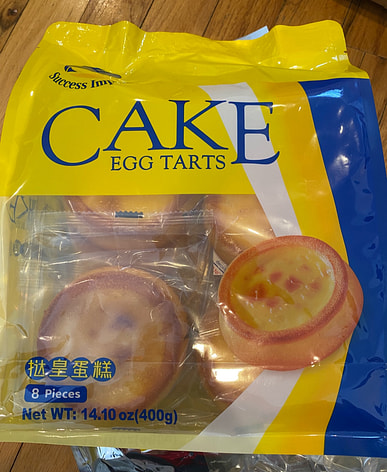 Success
CAKE
EGG TARTS
挞皇蛋糕
8 Pieces
Net WT: 14.10 oz(400g)